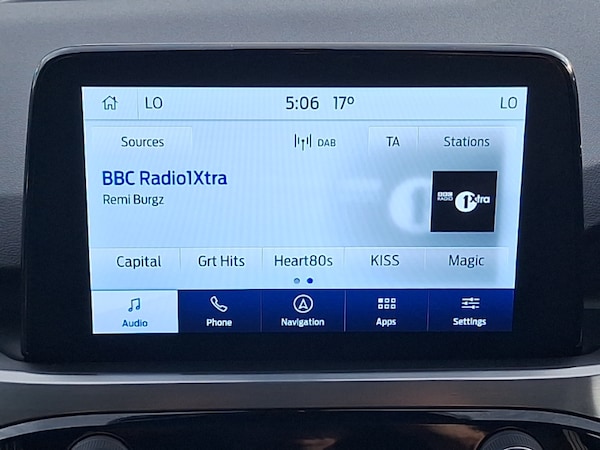 LO 5:06 17º LO
Sources DAB TA Stations
BBC Radio1Xtra
Remi Burgz
BBC RADIO 1Xtra
Capital Grt Hits Heart80s KISS Magic
Audio Phone Navigation Apps Settings